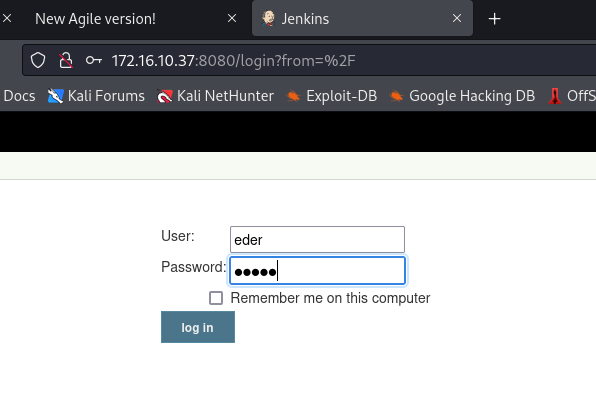 New Agile version!
Jenkins
172.16.10.37:8080/login?from=%2F
Docs Kali Forums Kali NetHunter Exploit-DB Google Hacking DB OffS
User: eder
Password: ●●●●●
Remember me on this computer
log in